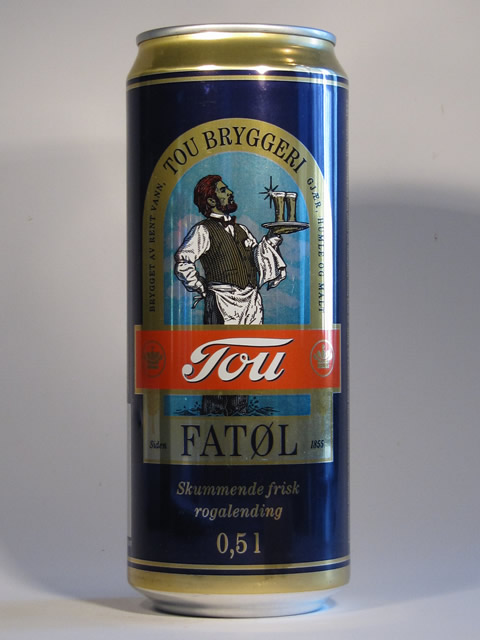 TOU BRYGGERI
BRYGGET AV RENT VANN,
GJÆR, HUMLE OG MALT
Tou
Siden
FATØL
1855
Skummende frisk
rogalending
0,5 l